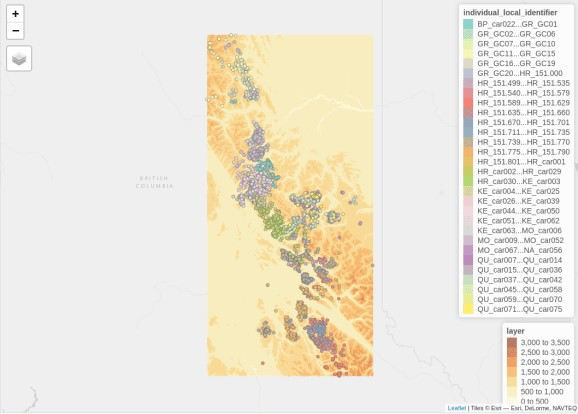 +
−
BRITISH
COLUMBIA
individual_local_identifier
BP_car022...GR_GC01
GR_GC02...GR_GC06
GR_GC07...GR_GC10
GR_GC11...GR_GC15
GR_GC16...GR_GC19
GR_GC20...HR_151.000
HR_151.499...HR_151.535
HR_151.540...HR_151.579
HR_151.589...HR_151.629
HR_151.635...HR_151.660
HR_151.670...HR_151.701
HR_151.711...HR_151.735
HR_151.739...HR_151.770
HR_151.775...HR_151.790
HR_151.801...HR_car001
HR_car002...HR_car029
HR_car030...KE_car003
KE_car004...KE_car025
KE_car026...KE_car039
KE_car044...KE_car050
KE_car051...KE_car062
KE_car063...MO_car006
MO_car009...MO_car052
MO_car067...NA_car056
QU_car007...QU_car014
QU_car015...QU_car036
QU_car037...QU_car042
QU_car045...QU_car058
QU_car059...QU_car070
QU_car071...QU_car075
layer
3,000 to 3,500
2,500 to 3,000
2,000 to 2,500
1,500 to 2,000
1,000 to 1,500
500 to 1,000
0 to 500
Leaflet | Tiles © Esri — Esri, DeLorme, NAVTEQ